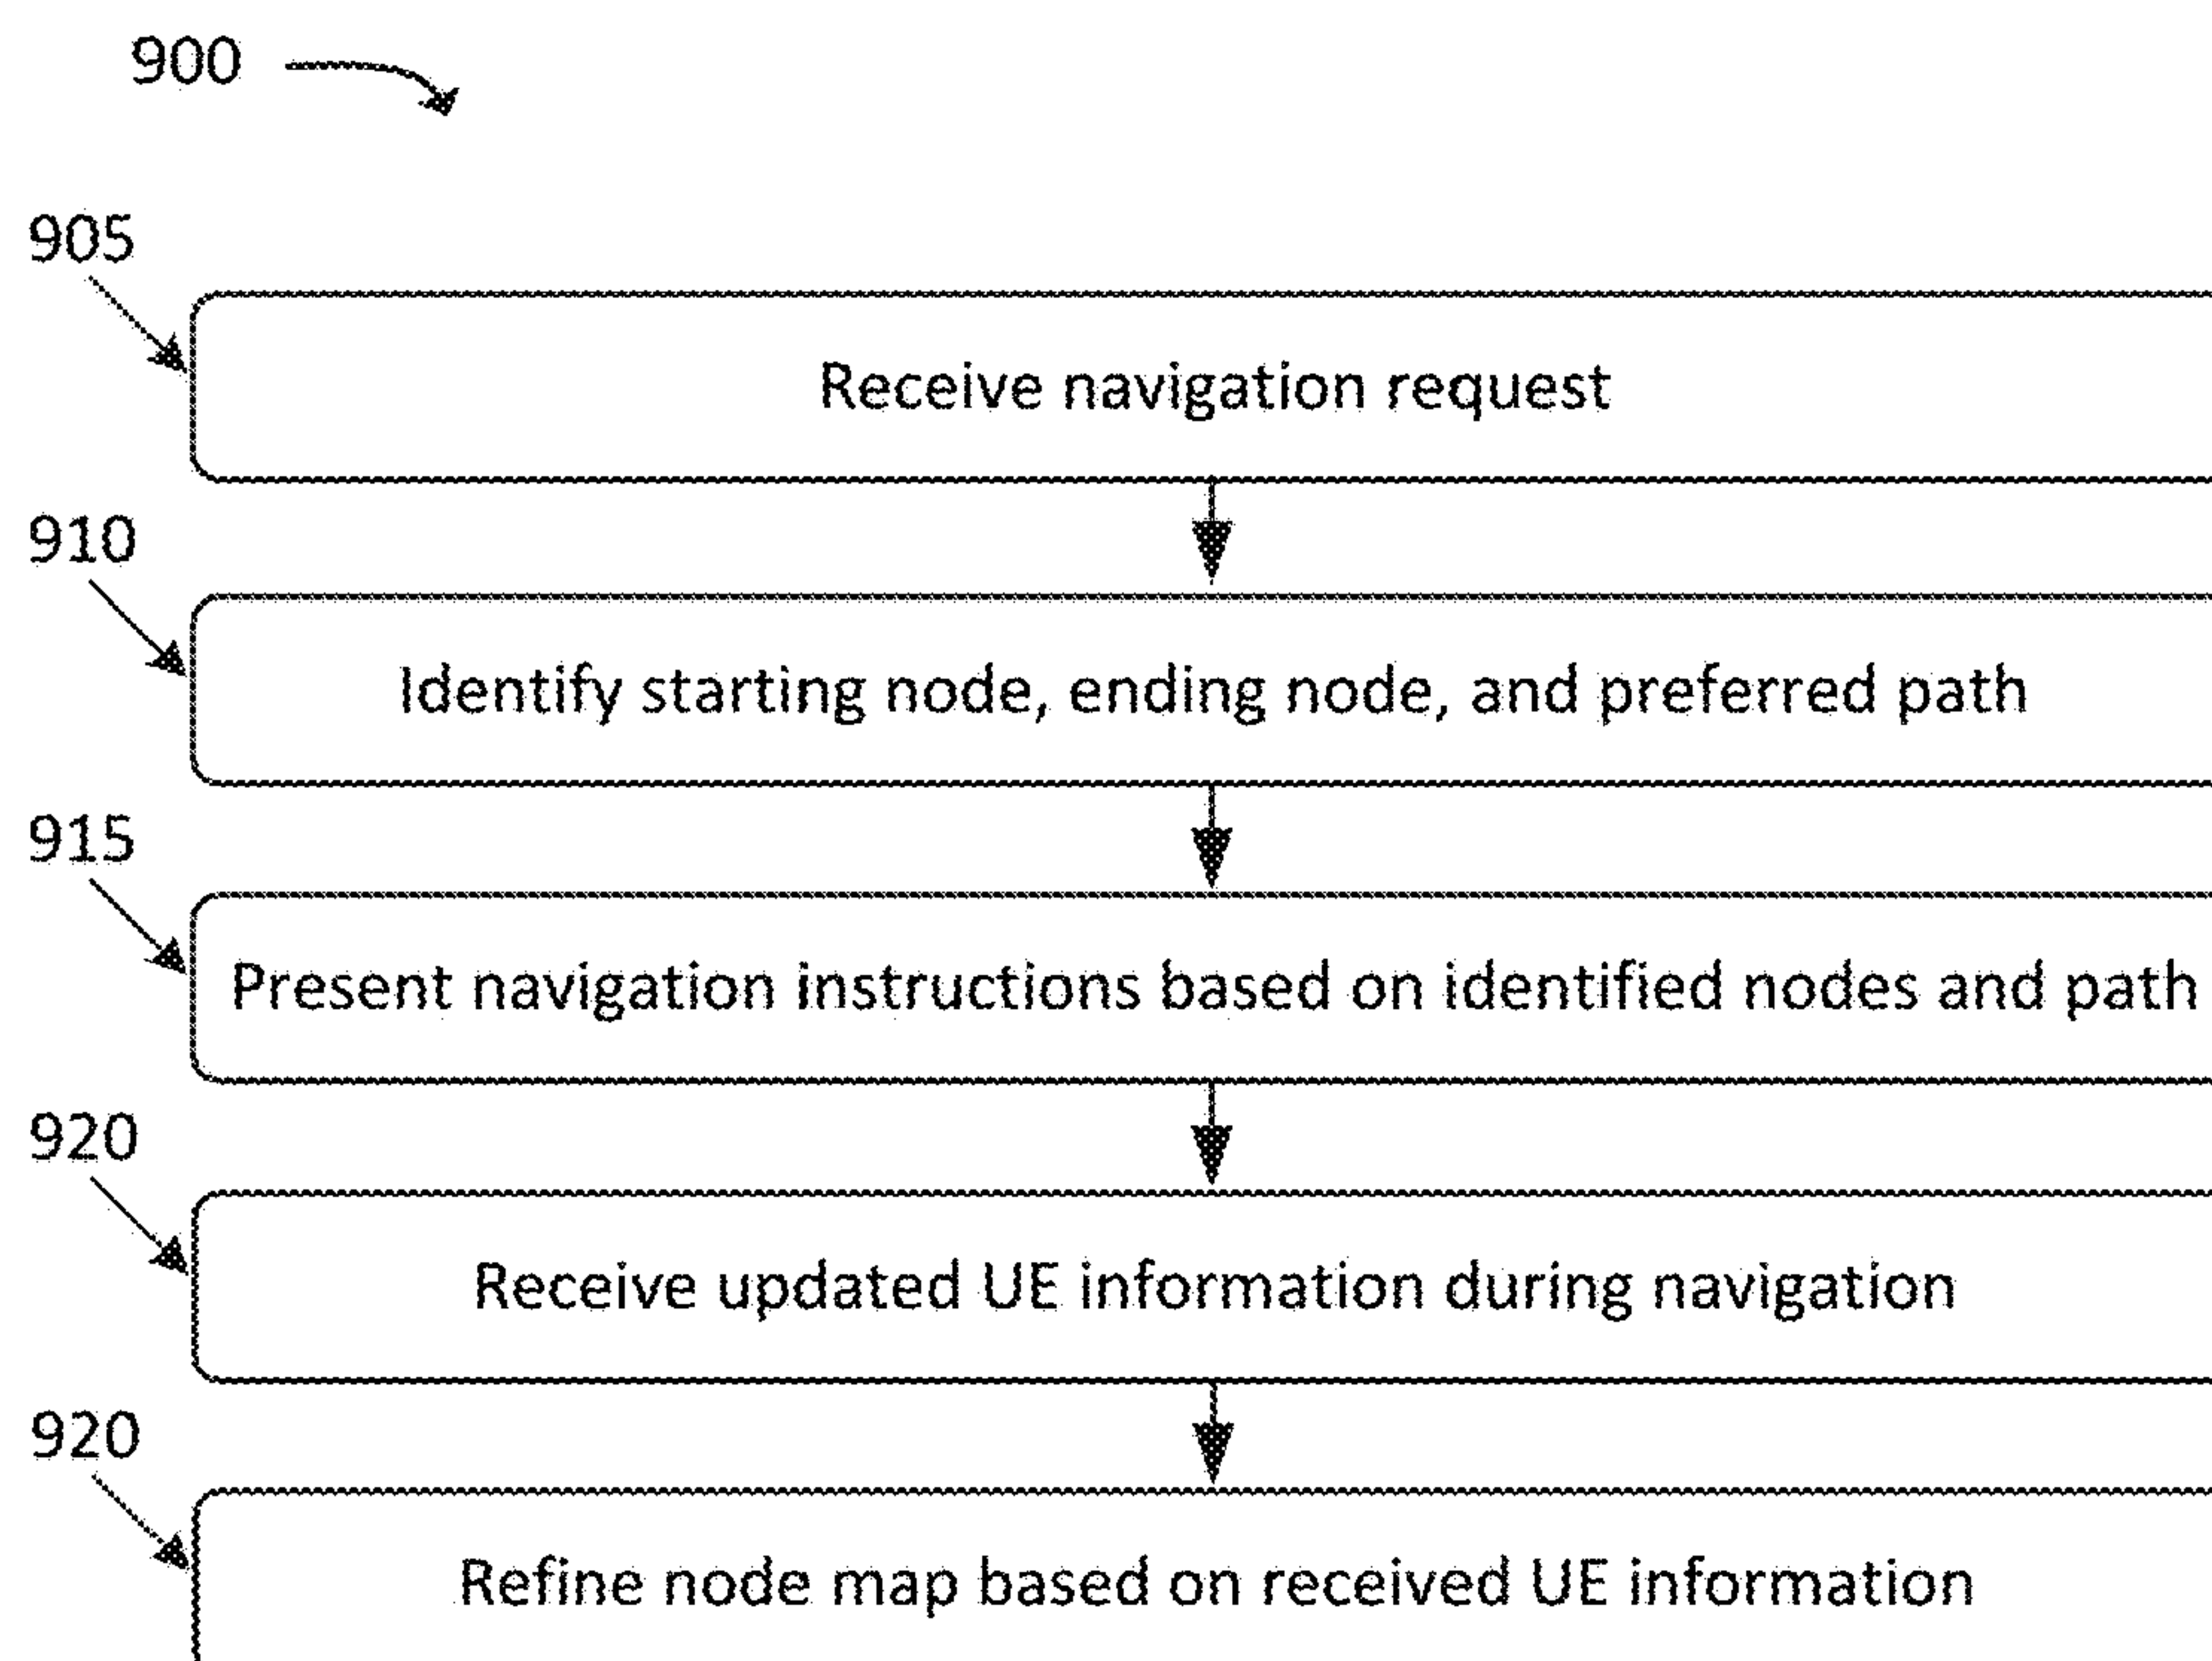 900
905
Receive navigation request
910
Identify starting node, ending node, and preferred path
915
Present navigation instructions based on identified nodes and path
920
Receive updated UE information during navigation
920
Refine node map based on received UE information